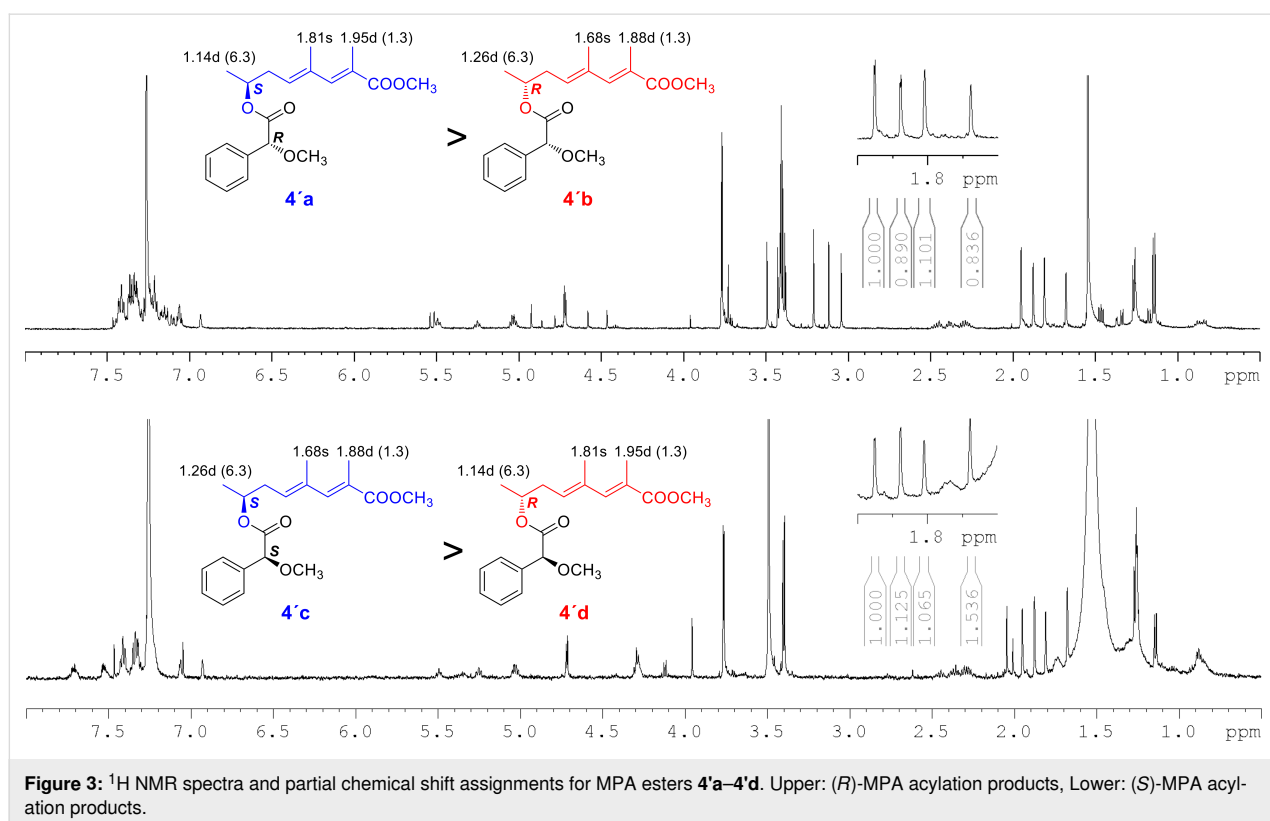 1.81s 1.95d (1.3)
1.14d (6.3)
S
COOCH3
O
O
R
OCH3
4´a
>
1.68s 1.88d (1.3)
1.26d (6.3)
R
COOCH3
O
O
R
OCH3
4´b
1.8 ppm
1.000 0.890 1.101 0.836
7.5 7.0 6.5 6.0 5.5 5.0 4.5 4.0 3.5 3.0 2.5 2.0 1.5 1.0 ppm
1.68s 1.88d (1.3)
1.26d (6.3)
S
COOCH3
O
O
S
OCH3
4´c
>
1.81s 1.95d (1.3)
1.14d (6.3)
R
COOCH3
O
O
S
OCH3
4´d
1.8 ppm
1.000 1.125 1.065 1.536
7.5 7.0 6.5 6.0 5.5 5.0 4.5 4.0 3.5 3.0 2.5 2.0 1.5 1.0 ppm
Figure 3: 1H NMR spectra and partial chemical shift assignments for MPA esters 4'a–4'd. Upper: (R)-MPA acylation products, Lower: (S)-MPA acyl-
ation products.